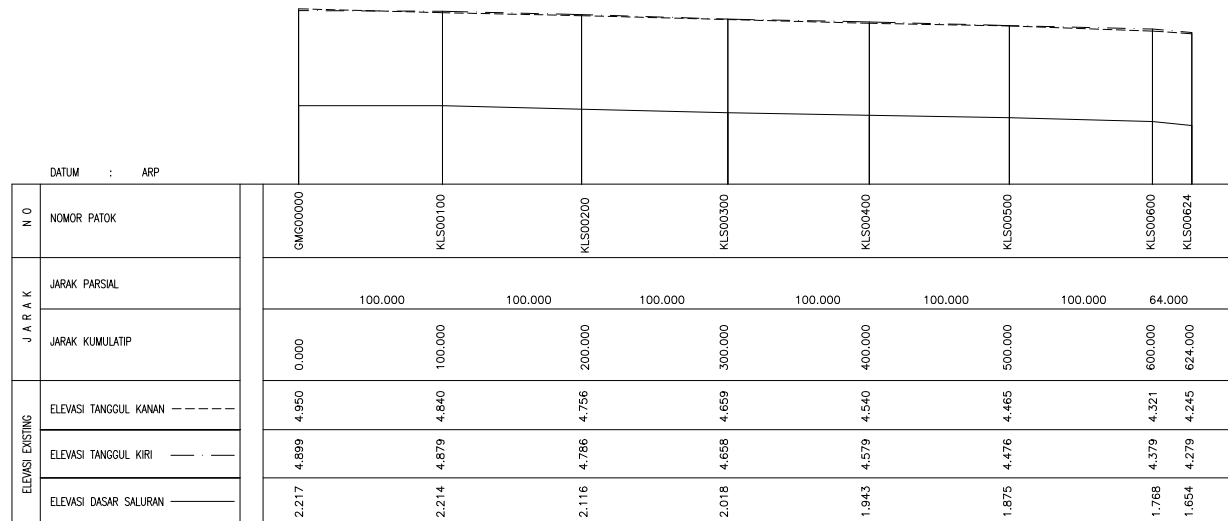 DATUM : ARP
NO
NOMOR PATOK
GMG00000 KLS00100 KLS00200 KLS00300 KLS00400 KLS00500 KLS00600 KLS00624
JARAK
JARAK PARSIAL
100.000 100.000 100.000 100.000 100.000 100.000 64.000
JARAK KUMULATIP
0.000 100.000 200.000 300.000 400.000 500.000 600.000 624.000
ELEVASI EXISTING
ELEVASI TANGGUL KANAN
4.950 4.840 4.756 4.659 4.540 4.465 4.321 4.245
ELEVASI TANGGUL KIRI
4.899 4.879 4.786 4.658 4.579 4.476 4.379 4.279
ELEVASI DASAR SALURAN
2.217 2.214 2.116 2.018 1.943 1.875 1.768 1.654